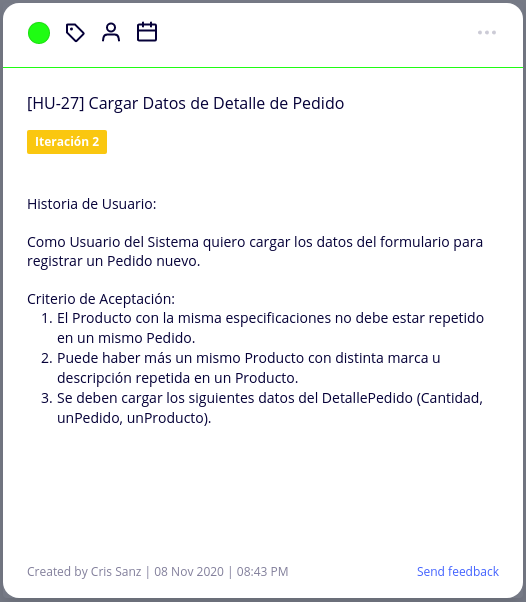 [HU-27] Cargar Datos de Detalle de Pedido
Iteración 2
Historia de Usuario:
Como Usuario del Sistema quiero cargar los datos del formulario para
registrar un Pedido nuevo.
Criterio de Aceptación:
1. El Producto con la misma especificaciones no debe estar repetido
en un mismo Pedido.
2. Puede haber más un mismo Producto con distinta marca u
descripción repetida en un Producto.
3. Se deben cargar los siguientes datos del DetallePedido (Cantidad,
unPedido, unProducto).
Created by Cris Sanz | 08 Nov 2020 | 08:43 PM
Send feedback